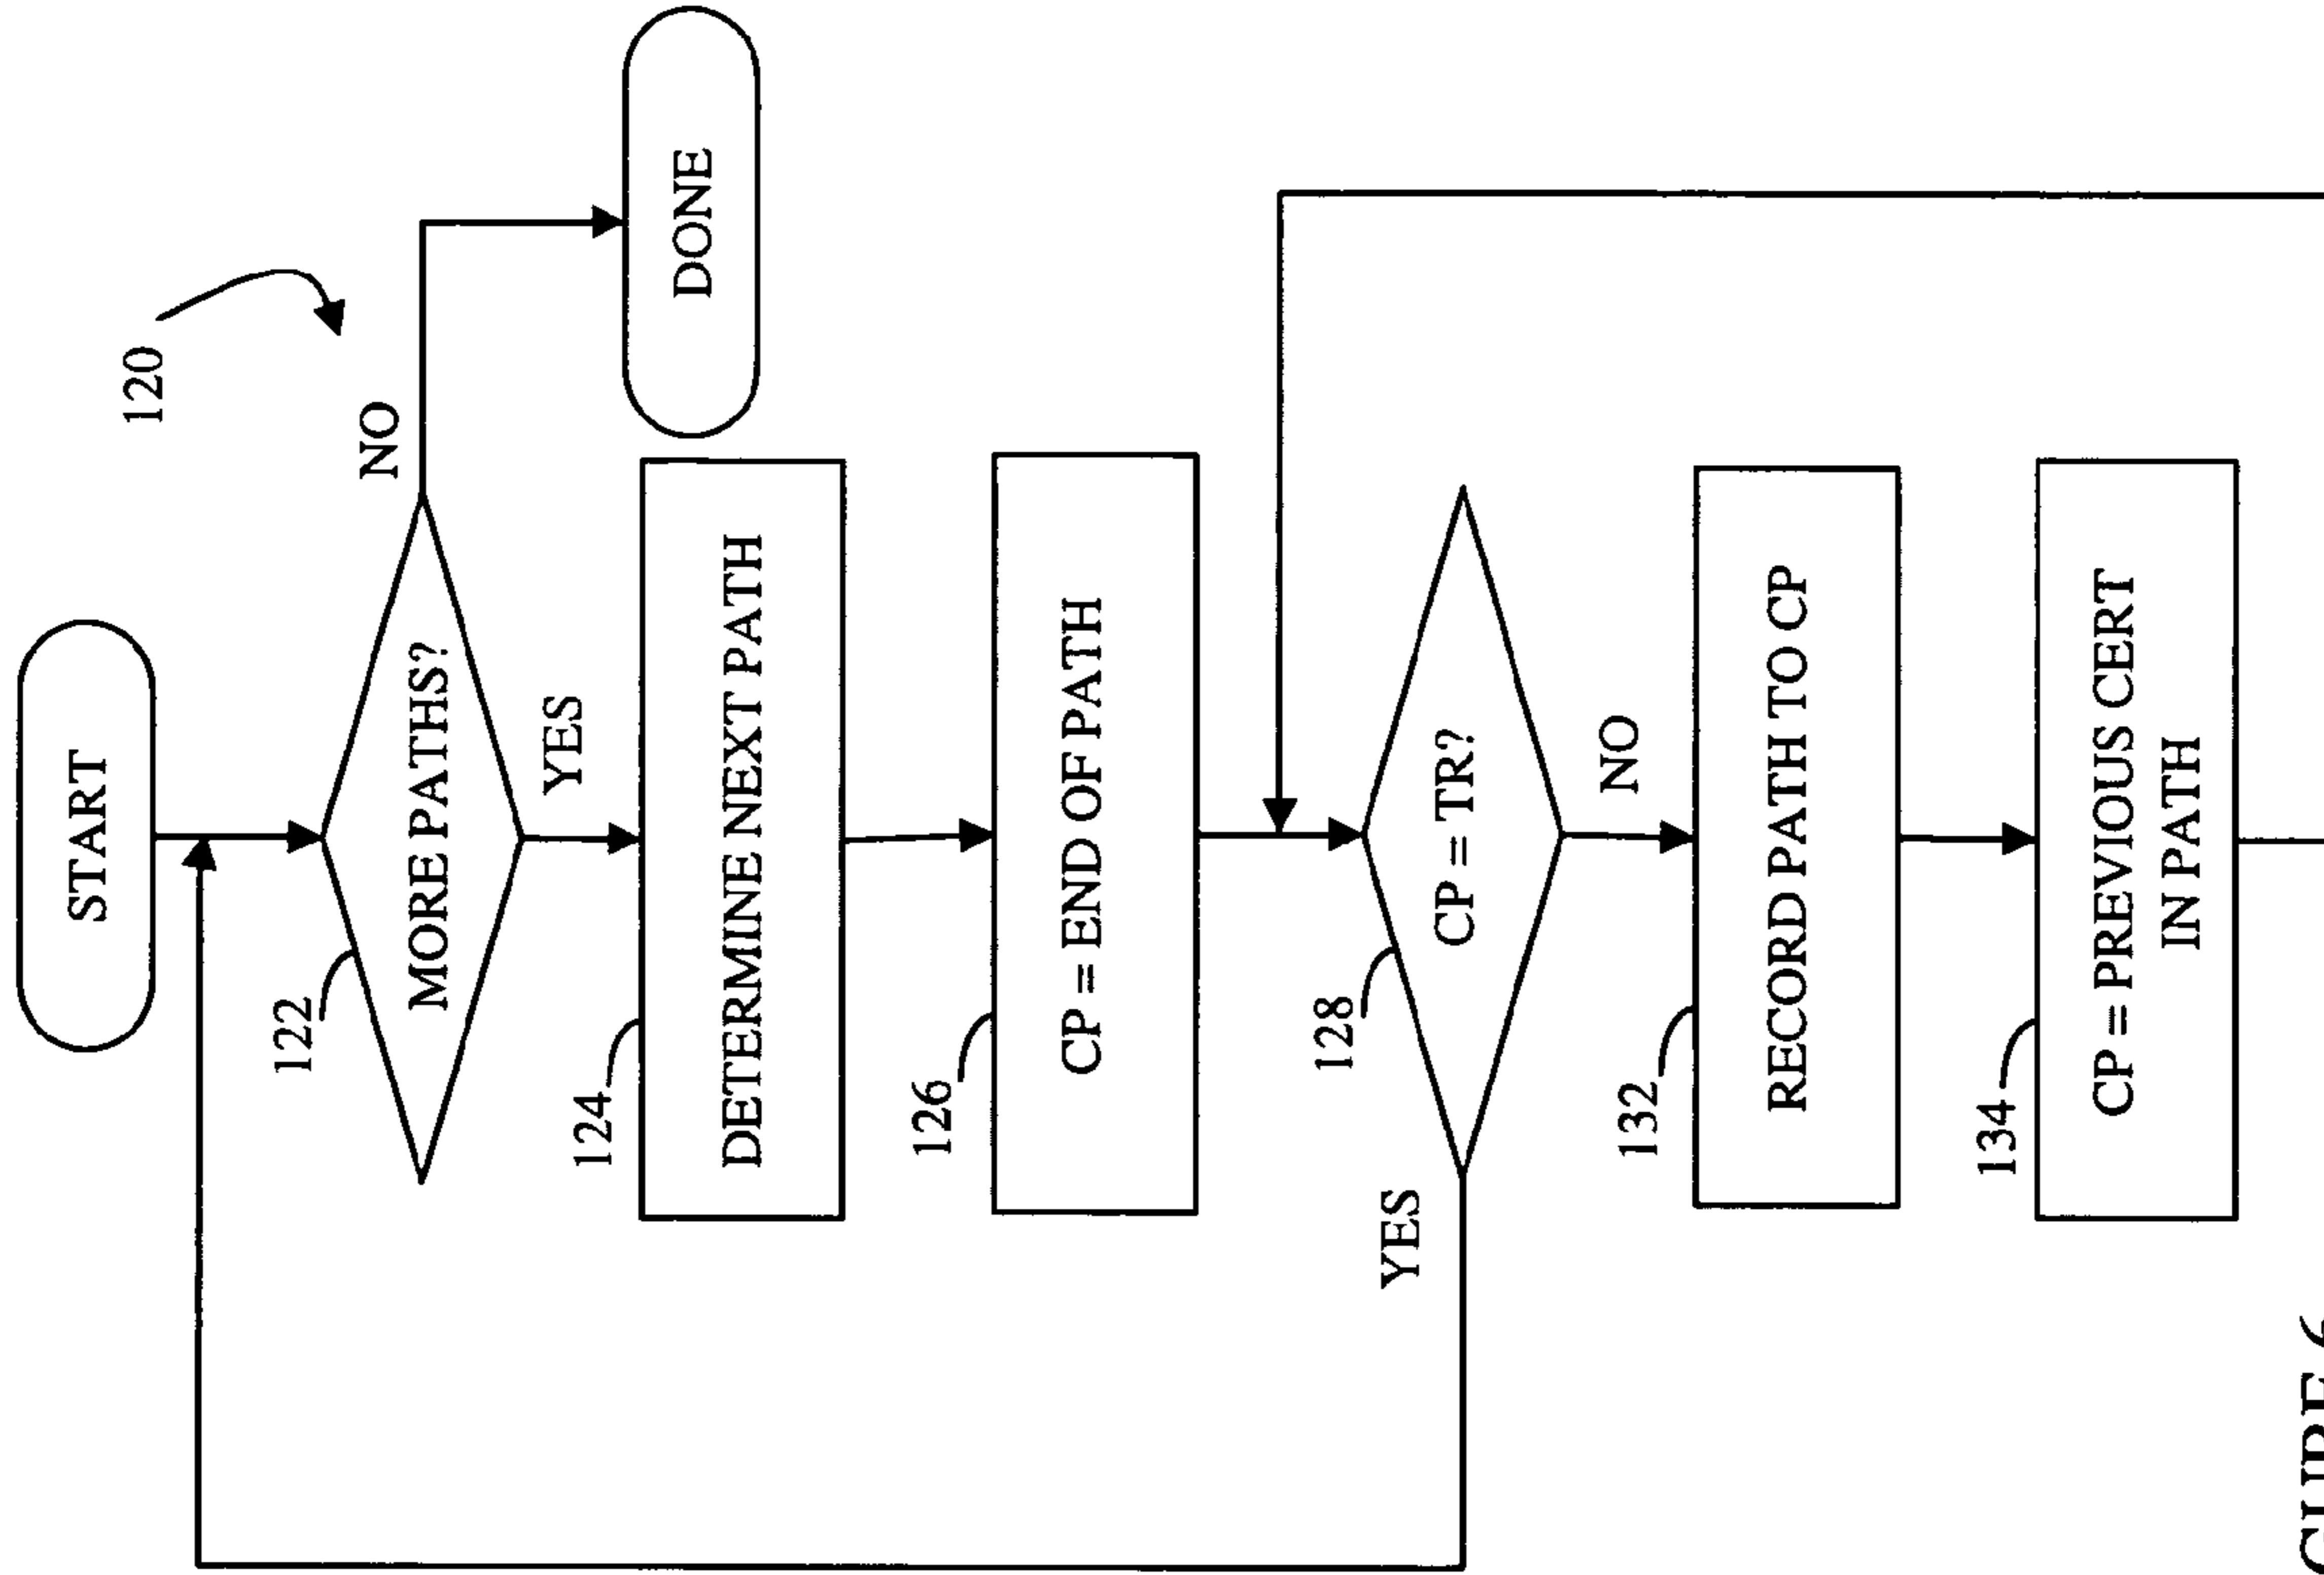 120
START
122
MORE PATHS?
NO
YES
DONE
124
DETERMINE NEXT PATH
126
CP = END OF PATH
128
CP = TR?
YES
NO
132
RECORD PATH TO CP
134
CP = PREVIOUS CERT
IN PATH